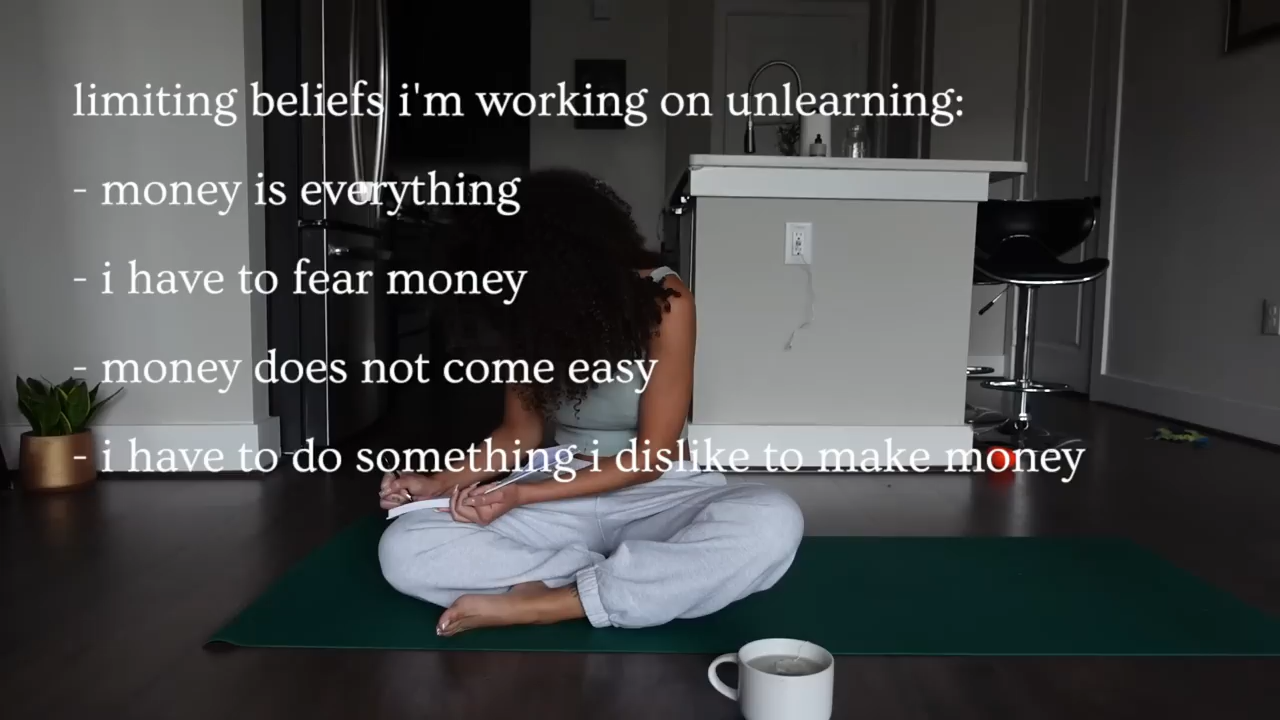 limiting beliefs i'm working on unlearning:
- money is everything
- i have to fear money
- money does not come easy
- i have to do something i dislike to make money